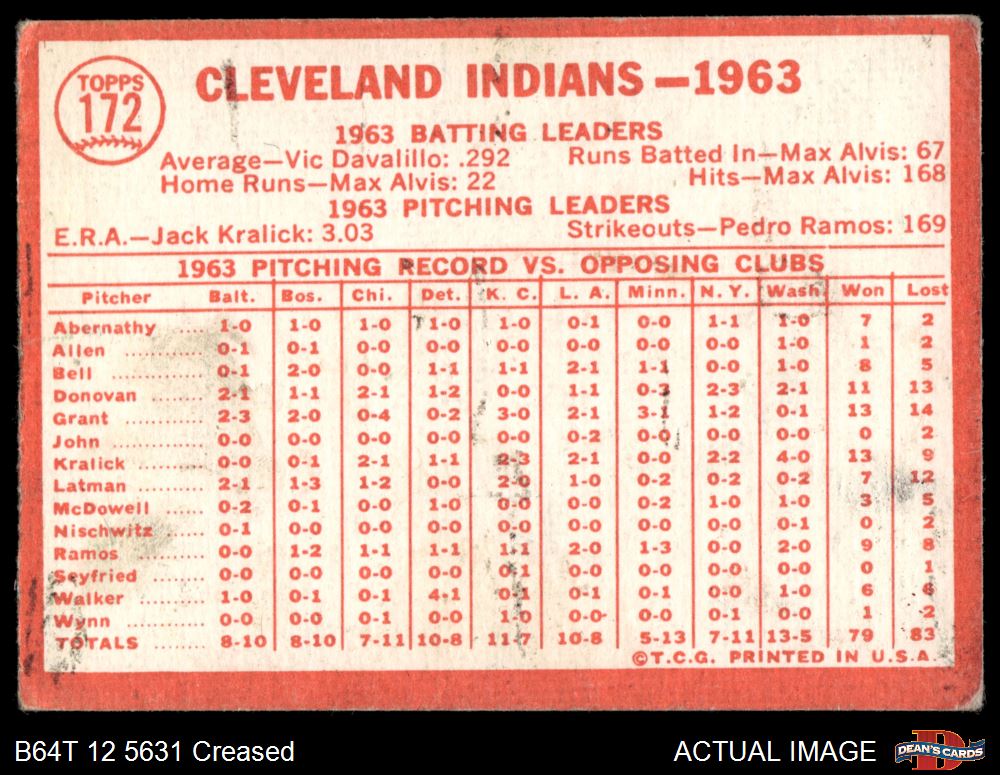 TOPPS
172
CLEVELAND INDIANS—1963
1963 BATTING LEADERS
Average—Vic Davalillo: .292 Runs Batted In—Max Alvis: 67
Home Runs—Max Alvis: 22 Hits—Max Alvis: 168
1963 PITCHING LEADERS
E.R.A.—Jack Kralick: 3.03 Strikeouts—Pedro Ramos: 169
1963 PITCHING RECORD VS. OPPOSING CLUBS
Pitcher Balt. Bos. Chi. Det. K. C. L. A. Minn. N. Y. Wash. Won Lost
Abernathy ...... 1-0 1-0 1-0 1-0 1-0 0-1 0-0 1-1 1-0 7 2
Allen ............ 0-1 0-1 0-0 0-0 0-0 0-0 0-0 0-0 1-0 1 2
Bell .............. 0-1 2-0 0-0 1-1 1-1 2-1 1-1 0-0 1-0 8 5
Donovan ......... 2-1 1-1 2-1 1-2 0-0 1-1 0-3 2-3 2-1 11 13
Grant ............ 2-3 2-0 0-4 0-2 3-0 2-1 3-1 1-2 0-1 13 14
John ............. 0-0 0-0 0-0 0-0 0-0 0-2 0-0 0-0 0-0 0 2
Kralick .......... 0-0 0-1 2-1 1-1 2-3 2-1 0-0 2-2 4-0 13 9
Latman .......... 2-1 1-3 1-2 0-0 2-0 1-0 0-2 0-2 0-2 7 12
McDowell ...... 0-2 0-1 0-0 1-0 0-0 0-0 0-2 1-0 1-0 3 5
Nischwitz ...... 0-1 0-0 0-0 0-0 0-0 0-0 0-0 0-0 0-1 0 2
Ramos .......... 0-0 1-2 1-1 1-1 1-1 2-0 1-3 0-0 2-0 9 8
Seyfried ........ 0-0 0-0 0-0 0-0 0-1 0-0 0-0 0-0 0-0 0 1
Walker .......... 1-0 0-1 0-1 4-1 0-1 0-1 0-1 0-0 1-0 6 6
Wynn ........... 0-0 0-0 0-0 0-0 1-0 0-0 0-0 0-1 0-0 1 2
TOTALS ........ 8-10 8-10 7-11 10-8 11-7 10-8 5-13 7-11 13-5 79 83
©T.C.G. PRINTED IN U.S.A.
B64T 12 5631 Creased ACTUAL IMAGE DEAN'S CARDS